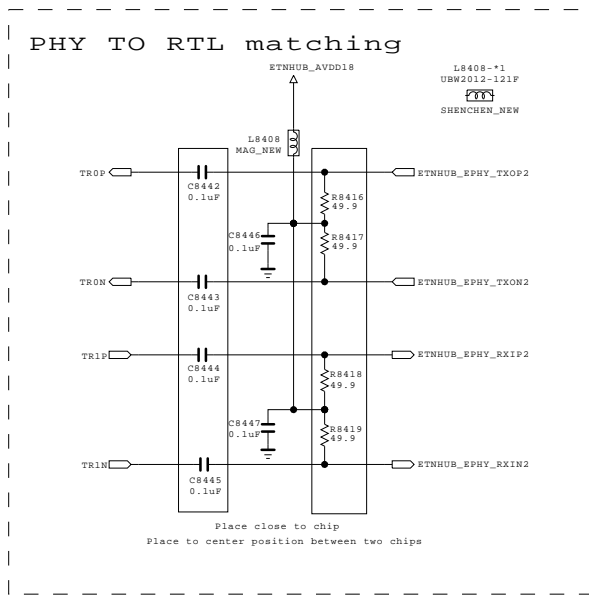 PHY TO RTL matching
ETNHUB_AVDD18
L8408-*1
UBW2012-121F
SHENCHEN_NEW
L8408
MAG_NEW
TR0P
C8442
0.1uF
ETNHUB_EPHY_TXOP2
R8416
49.9
C8446
0.1uF
R8417
49.9
TR0N
C8443
0.1uF
ETNHUB_EPHY_TXON2
TR1P
C8444
0.1uF
ETNHUB_EPHY_RXIP2
R8418
49.9
C8447
0.1uF
R8419
49.9
TR1N
C8445
0.1uF
ETNHUB_EPHY_RXIN2
Place close to chip
Place to center position between two chips